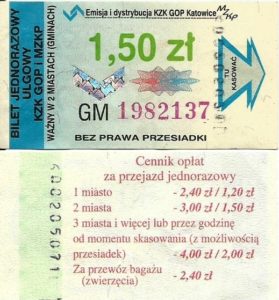 Emisja i dystrybucja KZK GOP Katowice
MZKP
BILET JEDNORAZOWY
ULGOWY
KZK GOP i MZKP
WAŻNY W 2 MIASTACH (GMINACH)
1,50 zł
TU
KASOWAĆ
GM 1982137
BEZ PRAWA PRZESIADKI
Cennik opłat
za przejazd jednorazowy
1 miasto - 2,40 zł / 1,20 zł
2 miasta - 3,00 zł / 1,50 zł
3 miasta i więcej lub przez godzinę
od momentu skasowania (z możliwością
przesiadek) - 4,00 zł / 2,00 zł
Za przewóz bagażu
(zwierzęcia) - 2,40 zł